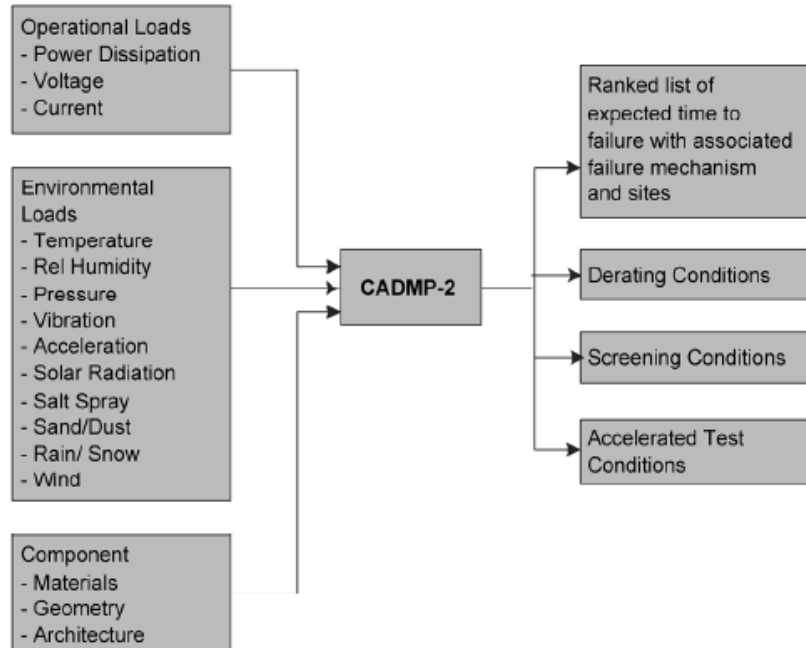 Operational Loads
- Power Dissipation
- Voltage
- Current
Environmental
Loads
- Temperature
- Rel Humidity
- Pressure
- Vibration
- Acceleration
- Solar Radiation
- Salt Spray
- Sand/Dust
- Rain/ Snow
- Wind
Component
- Materials
- Geometry
- Architecture
CADMP-2
Ranked list of
expected time to
failure with associated
failure mechanism
and sites
Derating Conditions
Screening Conditions
Accelerated Test
Conditions